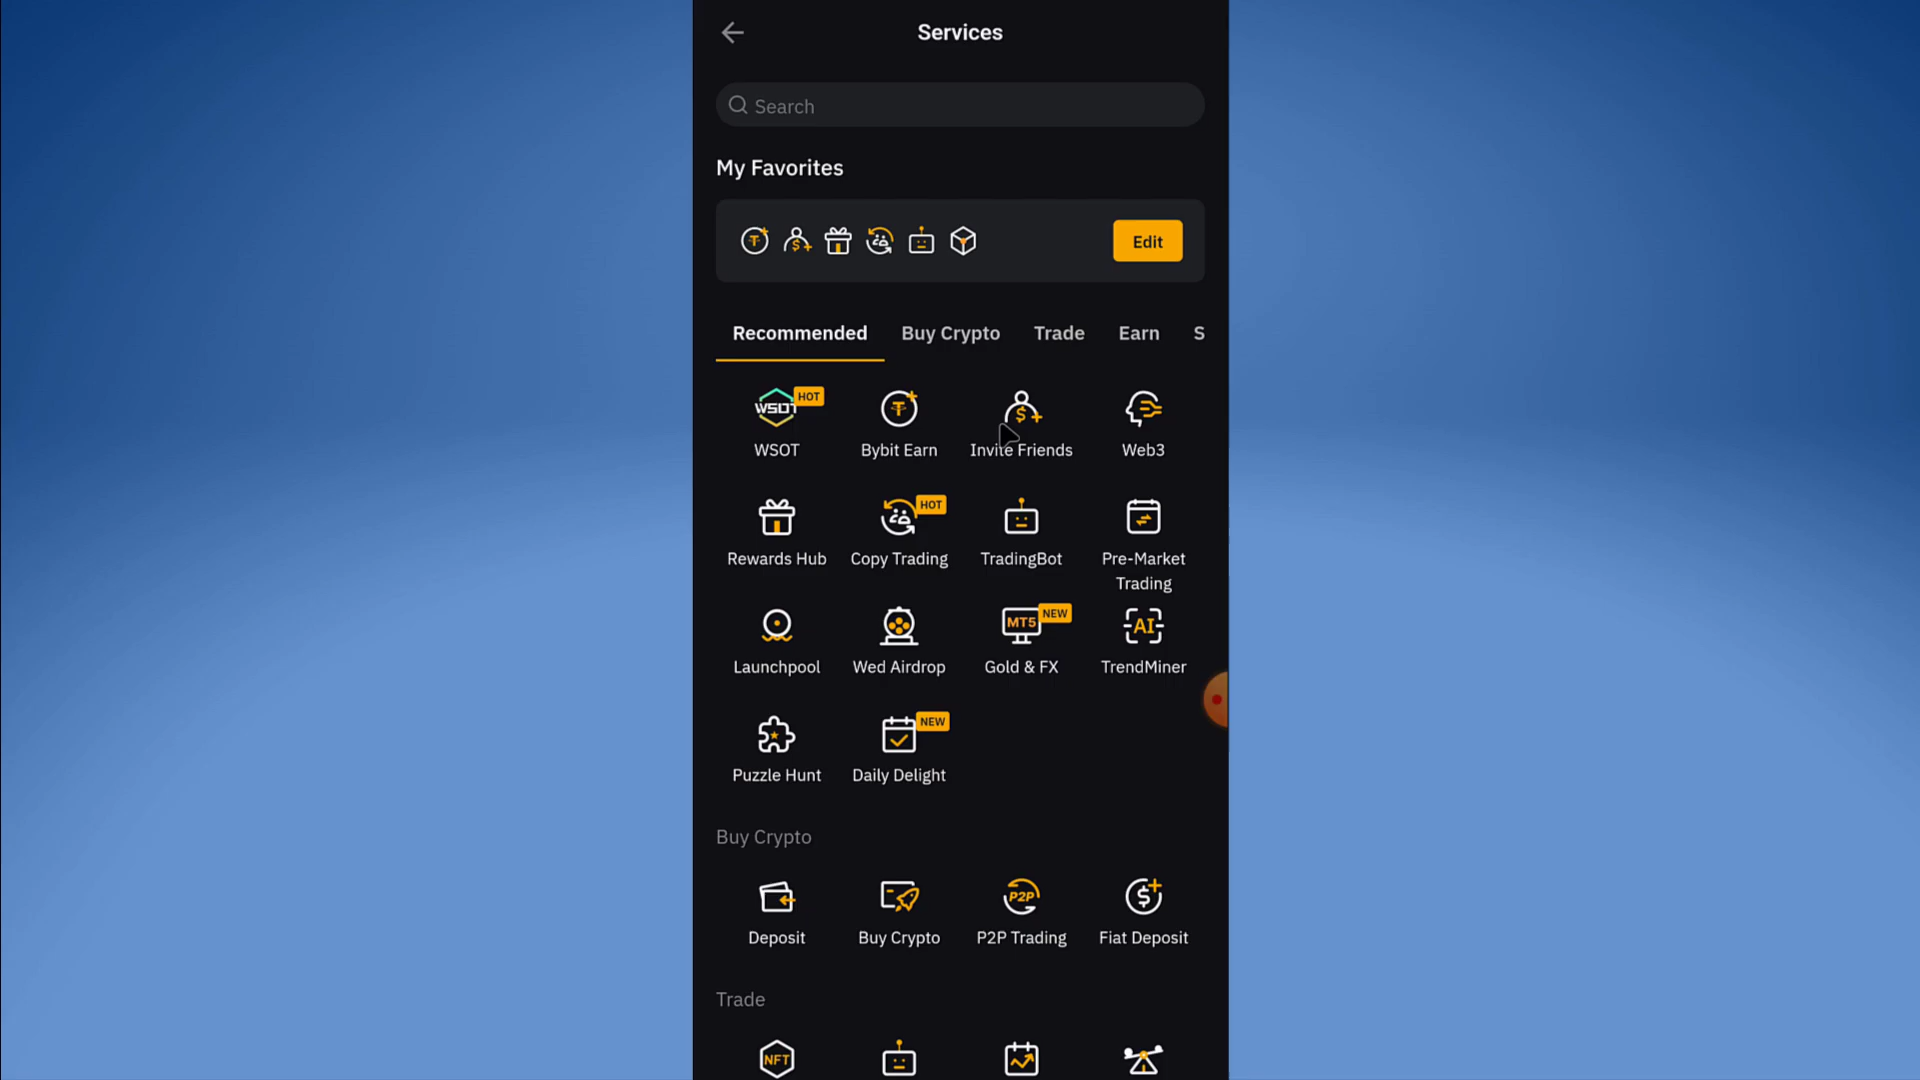 Services
Search
My Favorites
Edit
Recommended Buy Crypto Trade Earn S
HOT
WSOT
WSOT Bybit Earn Invite Friends Web3
HOT
Rewards Hub Copy Trading TradingBot Pre-Market
Trading
NEW
MT5 AI
Launchpool Wed Airdrop Gold & FX TrendMiner
NEW
Puzzle Hunt Daily Delight
Buy Crypto
P2P
Deposit Buy Crypto P2P Trading Fiat Deposit
Trade
NFT